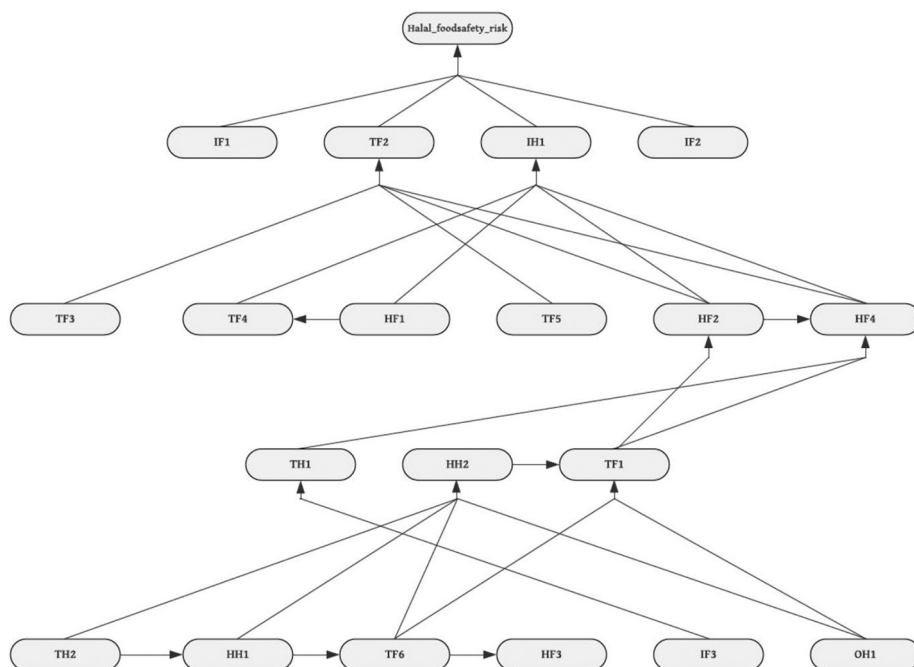 Halal_foodsafety_risk
IF1 TF2 IH1 IF2
TF3 TF4 HF1 TF5 HF2 HF4
TH1 HH2 TF1
TH2 HH1 TF6 HF3 IF3 OH1